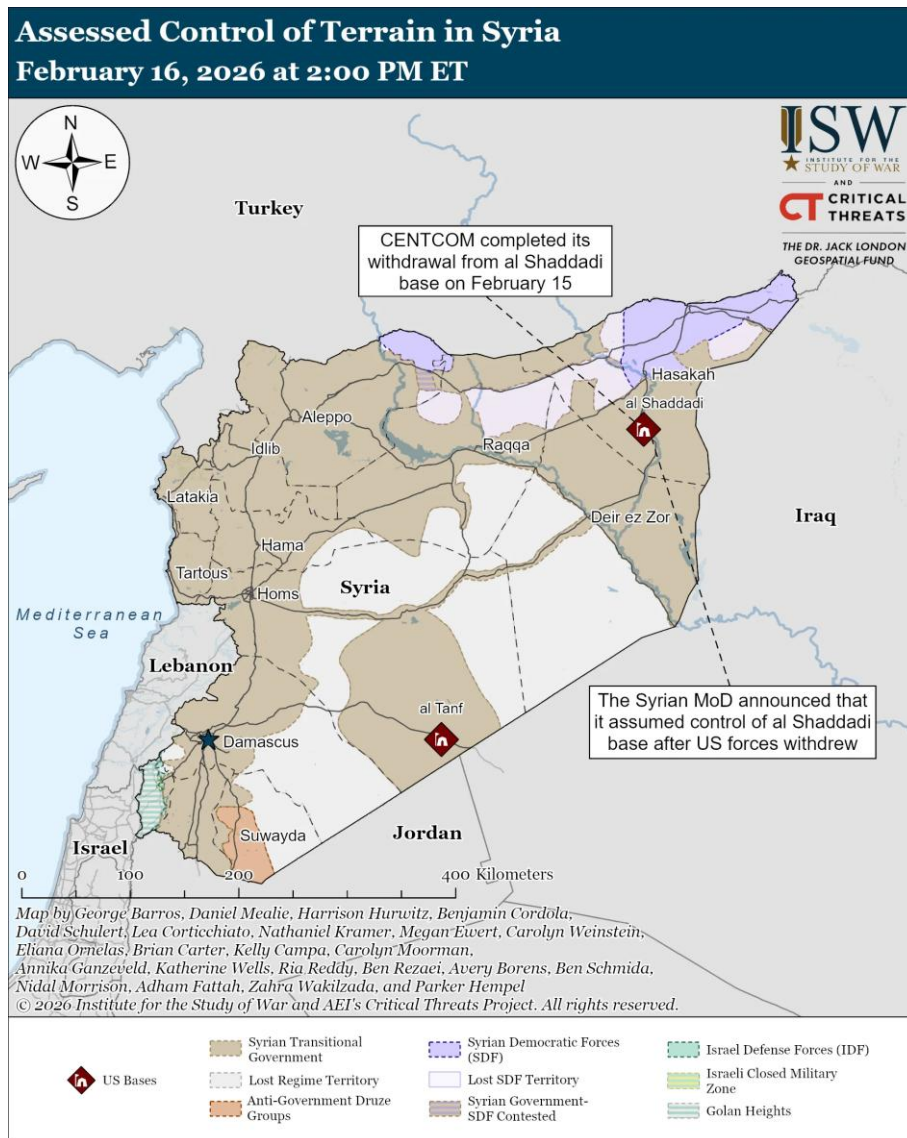 Assessed Control of Terrain in Syria
February 16, 2026 at 2:00 PM ET
N
W
E
S
ISW
INSTITUTE FOR THE
STUDY OF WAR
AND
CT CRITICAL
THREATS
THE DR. JACK LONDON
GEOSPATIAL FUND
Turkey
CENTCOM completed its
withdrawal from al Shaddadi
base on February 15
Hasakah
al Shaddadi
Aleppo
Idlib
Raqqa
Latakia
Deir ez Zor
Iraq
Hama
Tartous
Syria
Homs
Mediterranean
Sea
Lebanon
The Syrian MoD announced that
it assumed control of al Shaddadi
base after US forces withdrew
al Tanf
Damascus
Suwayda
Jordan
Israel
0 100 200 400 Kilometers
Map by George Barros, Daniel Mealie, Harrison Hurwitz, Benjamin Cordola,
David Schulert, Lea Corticchiato, Nathaniel Kramer, Megan Ewert, Carolyn Weinstein,
Eliana Ornelas, Brian Carter, Kelly Campa, Carolyn Moorman,
Annika Ganzeveld, Katherine Wells, Ria Reddy, Ben Rezaei, Avery Borens, Ben Schmida,
Nidal Morrison, Adham Fattah, Zahra Wakilzada, and Parker Hempel
© 2026 Institute for the Study of War and AEI's Critical Threats Project. All rights reserved.
US Bases
Syrian Transitional
Government
Lost Regime Territory
Anti-Government Druze
Groups
Syrian Democratic Forces
(SDF)
Lost SDF Territory
Syrian Government-
SDF Contested
Israel Defense Forces (IDF)
Israeli Closed Military
Zone
Golan Heights